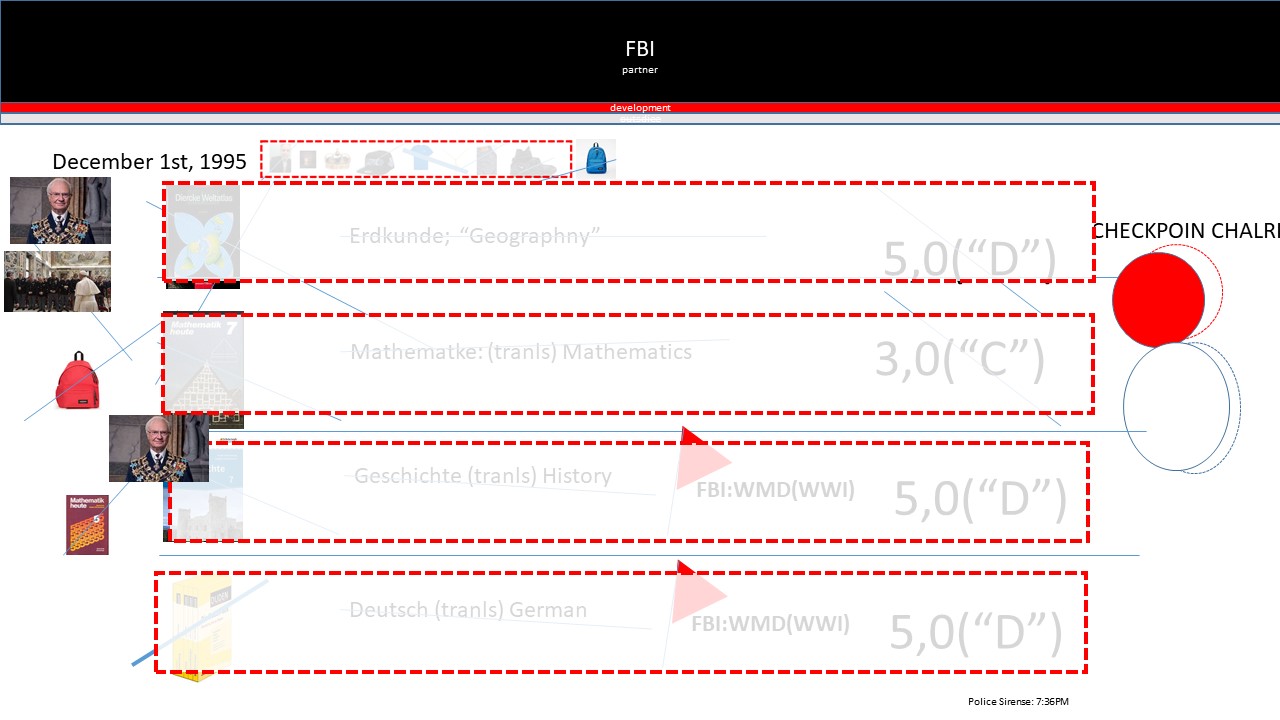 FBI
partner
development
December 1st, 1995
Diercke Weltatlas
Erdkunde; “Geographny”
5,0(“D”)
CHECKPOIN CHALRI
Mathematik heute 7
Mathematke: (tranls) Mathematics
3,0(“C”)
Geschichte (tranls) History
FBI:WMD(WWI)
5,0(“D”)
Mathematik
heute
Deutsch (tranls) German
FBI:WMD(WWI)
5,0(“D”)
Police Sirense: 7:36PM